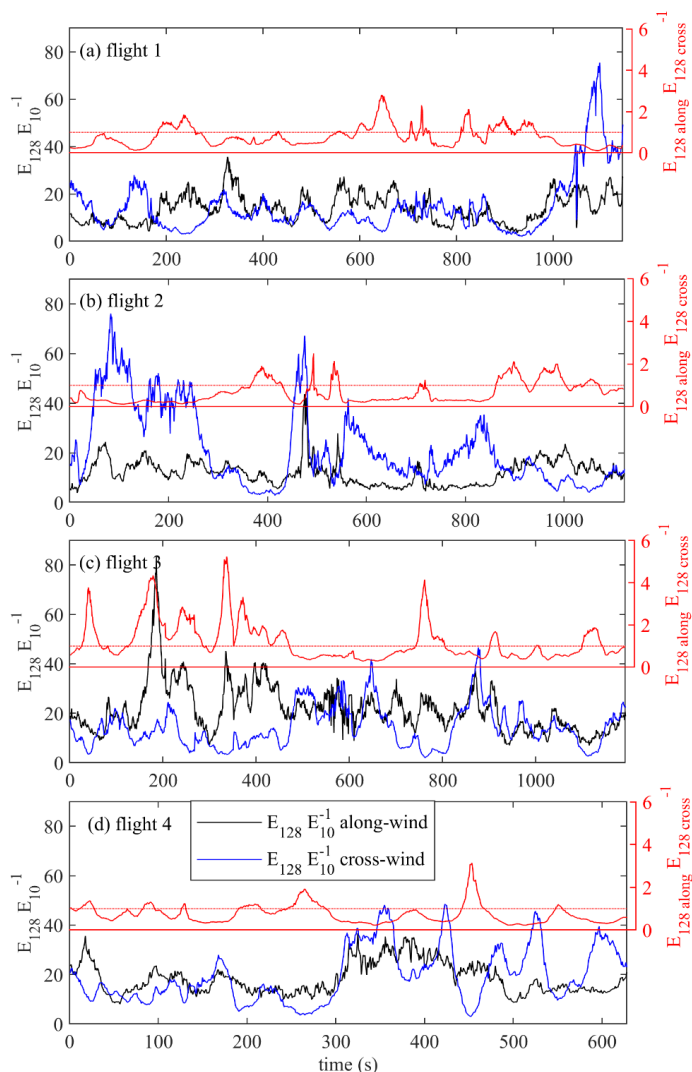 (a) flight 1
E₁₂₈ E₁₀⁻¹
80
60
40
20
0
6
4
2
0
E₁₂₈ along E₁₂₈ cross⁻¹
0 200 400 600 800 1000
(b) flight 2
E₁₂₈ E₁₀⁻¹
80
60
40
20
0
6
4
2
0
E₁₂₈ along E₁₂₈ cross⁻¹
0 200 400 600 800 1000
(c) flight 3
E₁₂₈ E₁₀⁻¹
80
60
40
20
0
6
4
2
0
E₁₂₈ along E₁₂₈ cross⁻¹
0 200 400 600 800 1000
(d) flight 4
E₁₂₈ E₁₀⁻¹ along-wind
E₁₂₈ E₁₀⁻¹ cross-wind
E₁₂₈ E₁₀⁻¹
80
60
40
20
0
6
4
2
0
E₁₂₈ along E₁₂₈ cross⁻¹
0 100 200 300 400 500 600
time (s)